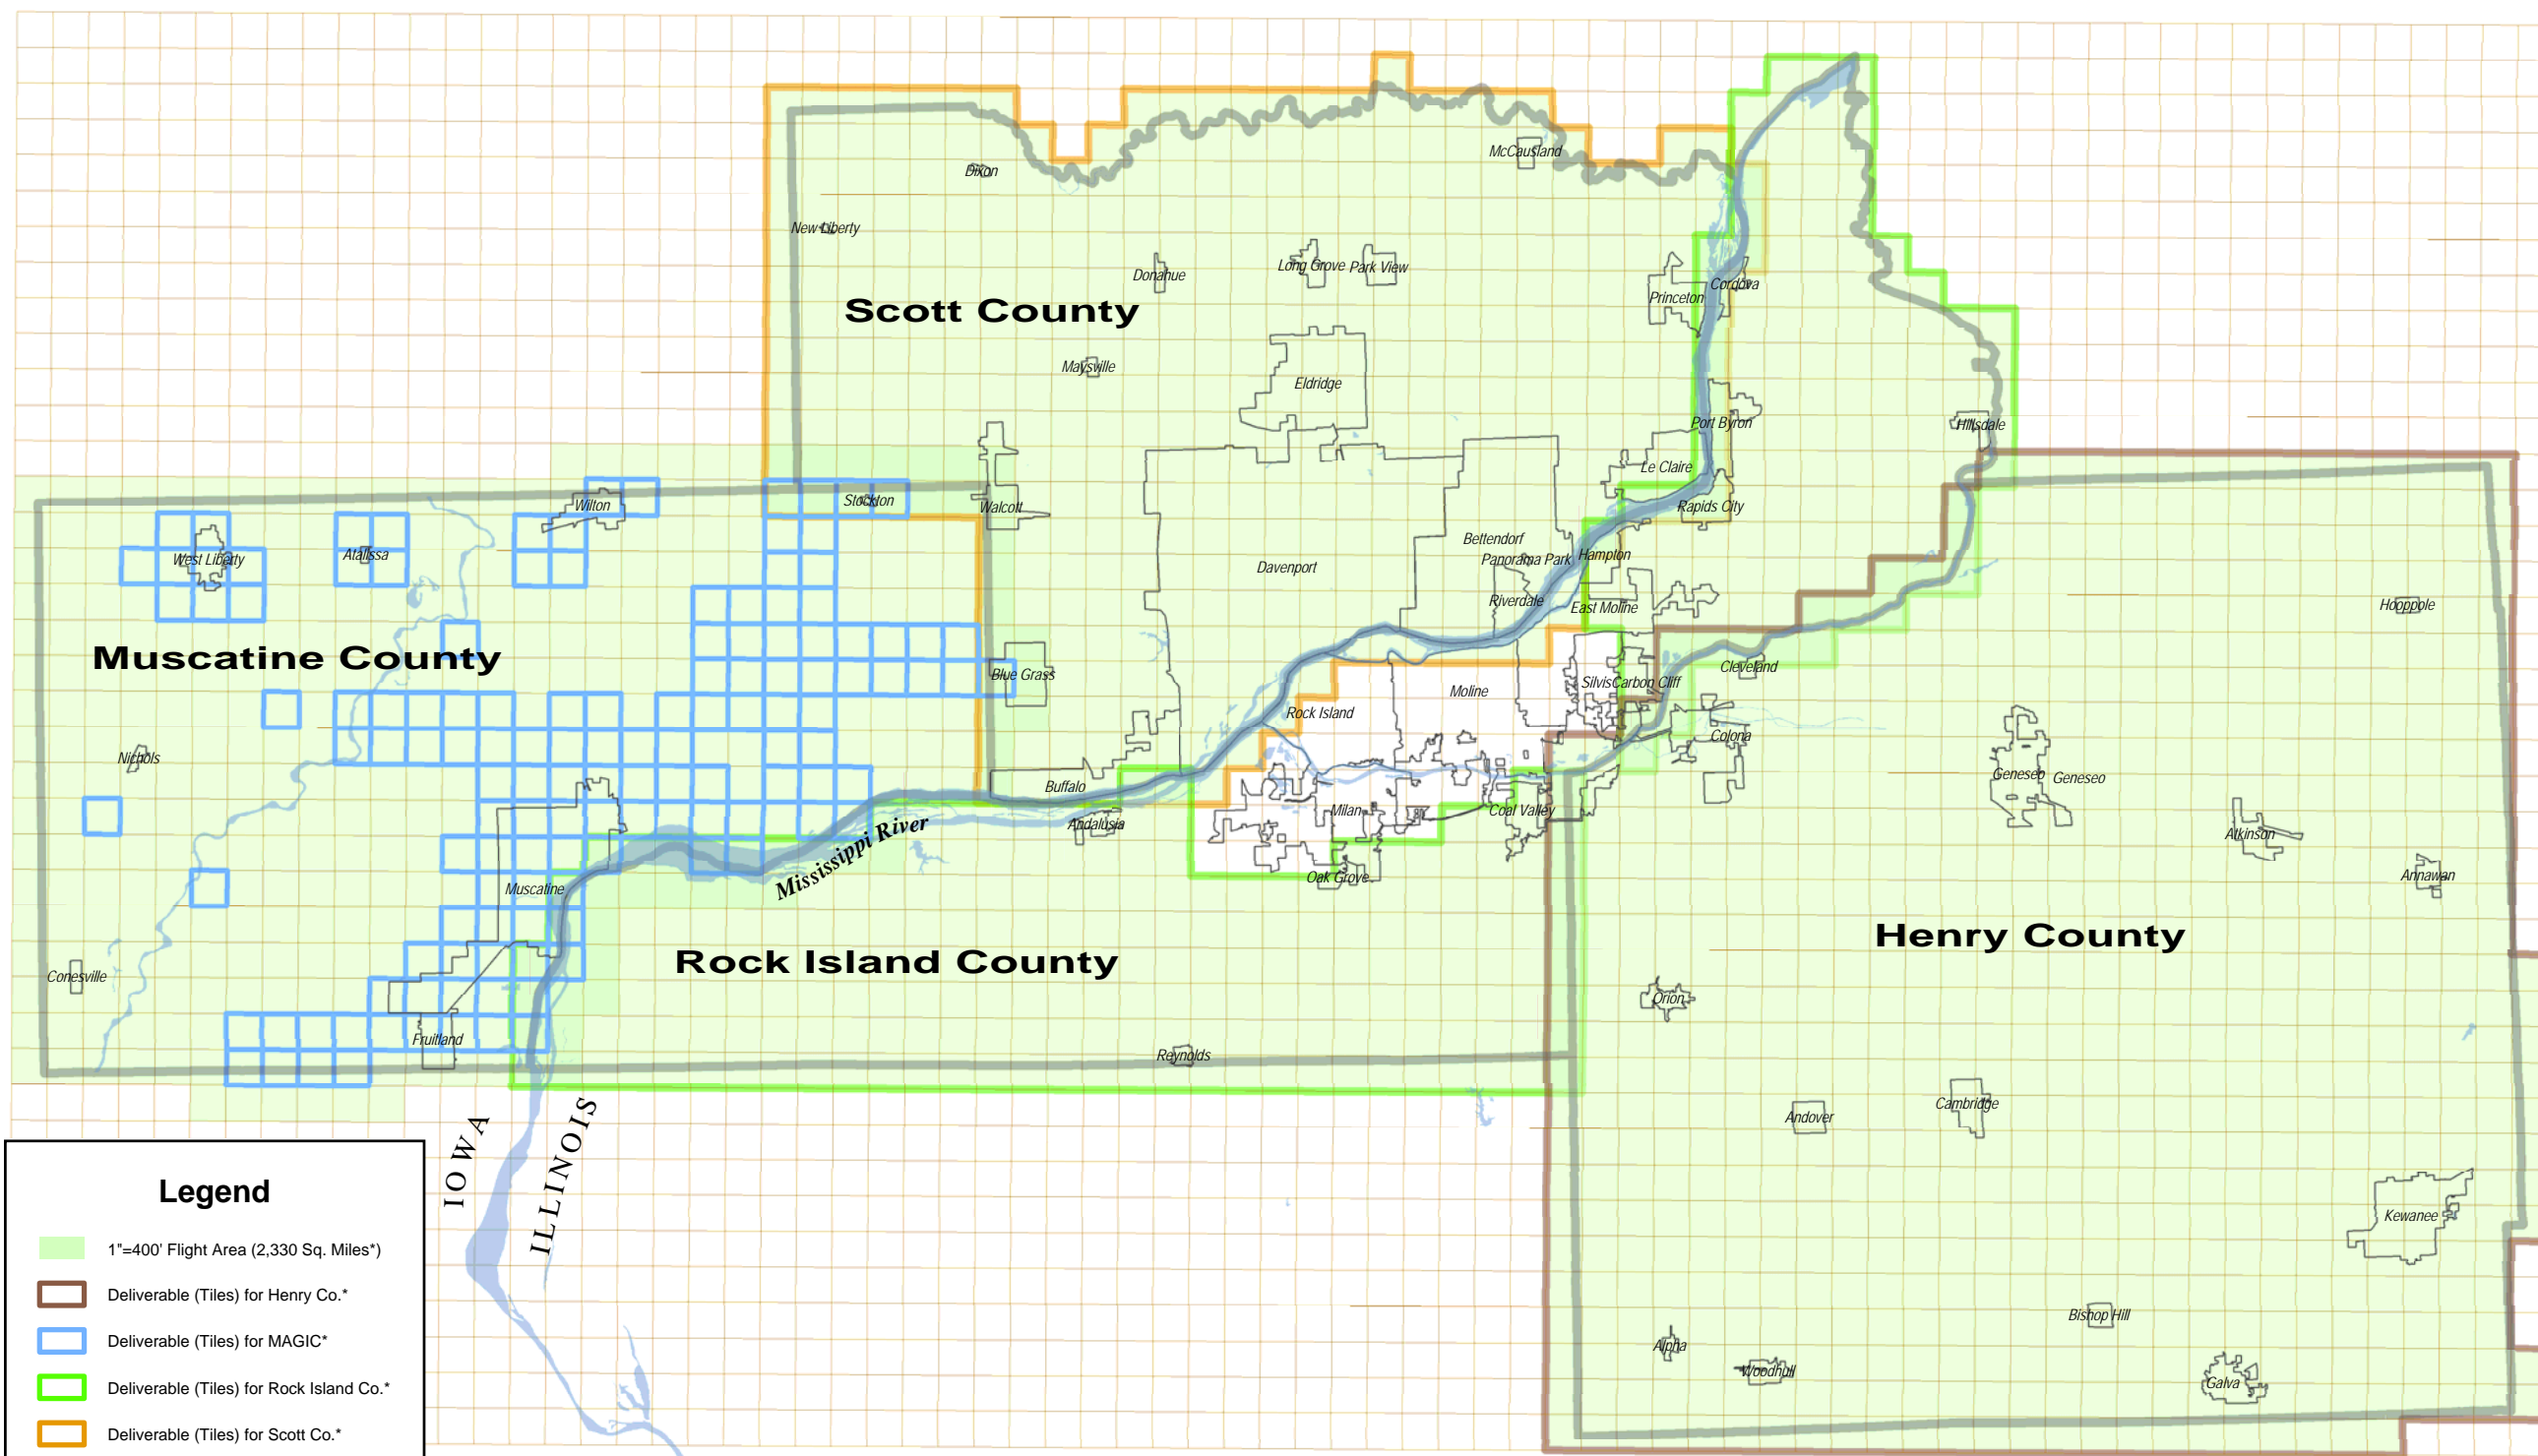 McCausland
Dixon
New Liberty
Long Grove
Park View
Donahue
Cordova
Princeton
Scott County
Maysville
Eldridge
Port Byron
Hillsdale
Le Claire
Stockton
Wilton
Walcott
Rapids City
Bettendorf
Atalissa
West Liberty
Panorama Park
Hampton
Davenport
Riverdale
East Moline
Hooppole
Muscatine County
Cleveland
Blue Grass
Silvis
Carbon Cliff
Moline
Rock Island
Colona
Nichols
Geneseo
Geneseo
Buffalo
Milan
Coal Valley
Andalusia
Atkinson
Mississippi River
Oak Grove
Annawan
Muscatine
Henry County
Rock Island County
Conesville
Orion
Fruitland
Reynolds
Cambridge
Andover
IOWA
ILLINOIS
Kewanee
Bishop Hill
Alpha
Woodhull
Galva
Legend
1"=400' Flight Area (2,330 Sq. Miles*)
Deliverable (Tiles) for Henry Co.*
Deliverable (Tiles) for MAGIC*
Deliverable (Tiles) for Rock Island Co.*
Deliverable (Tiles) for Scott Co.*